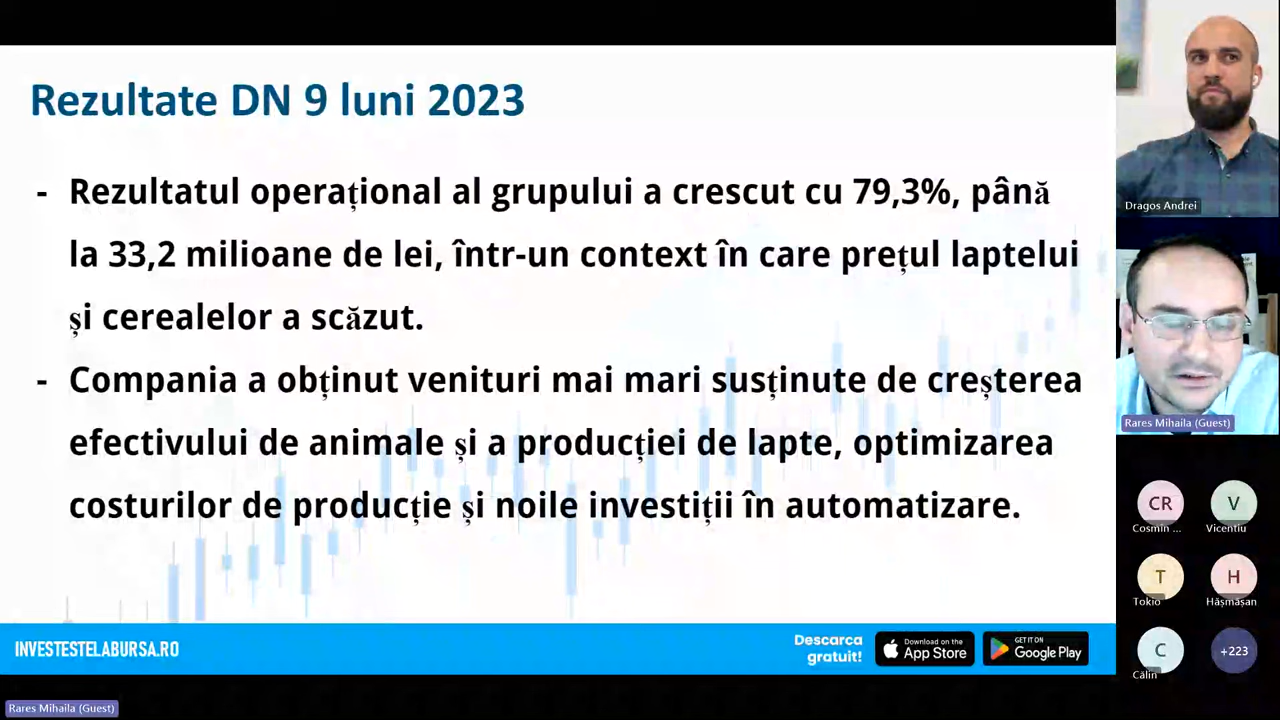 Rezultate DN 9 luni 2023
- Rezultatul operațional al grupului a crescut cu 79,3%, până
la 33,2 milioane de lei, într-un context în care prețul laptelui
și cerealelor a scăzut.
- Compania a obținut venituri mai mari susținute de creșterea
efectivului de animale și a producției de lapte, optimizarea
costurilor de producție și noile investiții în automatizare.
INVESTESTELABURSA.RO
Descarca
gratuit!
Download on the
App Store
GET IT ON
Google Play
Rares Mihaila (Guest)
Dragos Andrei
Rares Mihaila (Guest)
CR
V
Cosmin ...
Vicentiu
T
H
Tokio
Hășmășan
C
+223
Călin